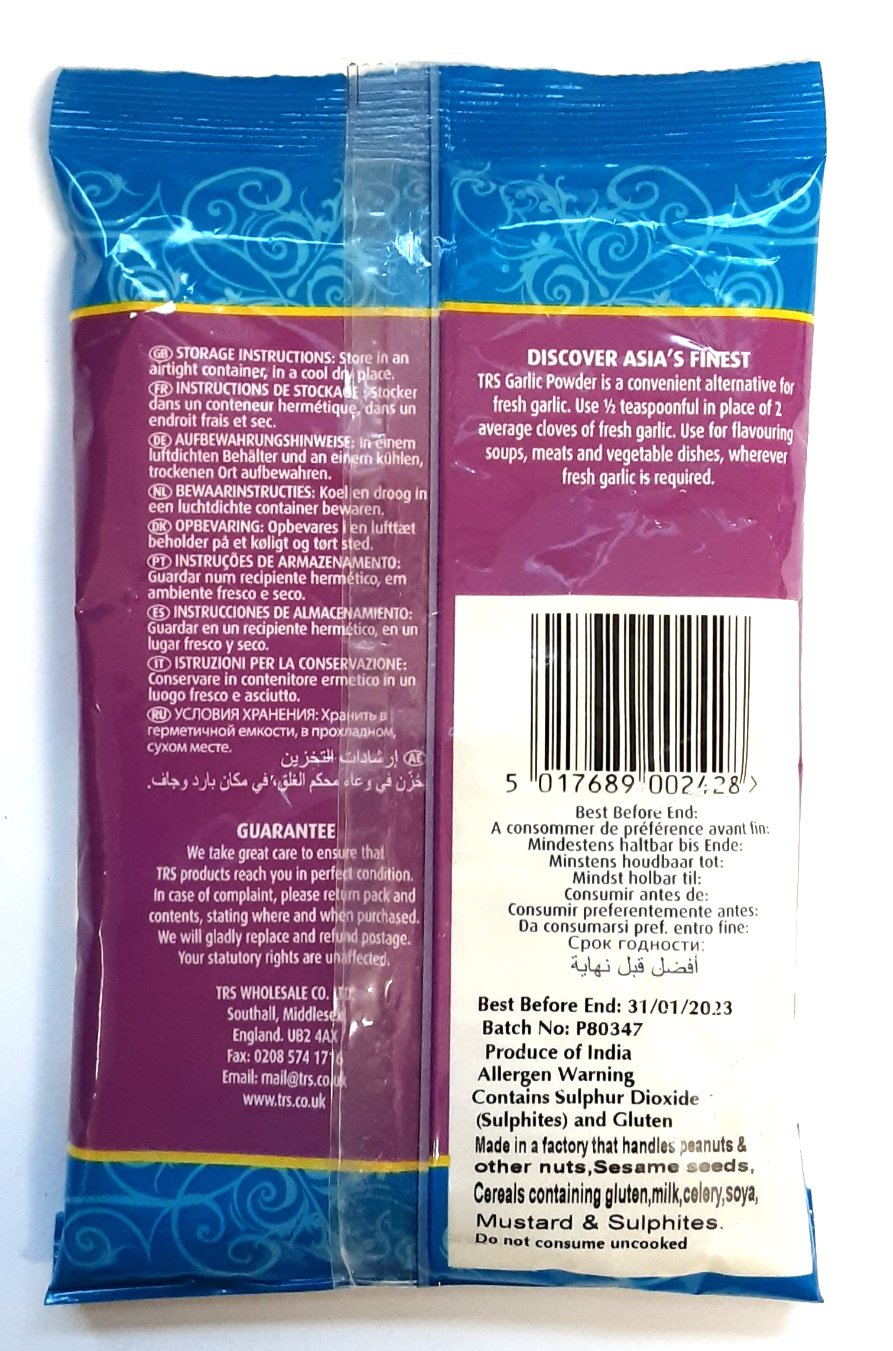 GB STORAGE INSTRUCTIONS: Store in an
airtight container, in a cool dry place.
FR INSTRUCTIONS DE STOCKAGE : Stocker
dans un conteneur hermétique, dans un
endroit frais et sec.
DE AUFBEWAHRUNGSHINWEISE: In einem
luftdichten Behälter und an einem kühlen,
trockenen Ort aufbewahren.
NL BEWAARINSTRUCTIES: Koel en droog in
een luchtdichte container bewaren.
DK OPBEVARING: Opbevares i en lufttæt
beholder på et køligt og tørt sted.
PT INSTRUÇÕES DE ARMAZENAMENTO:
Guardar num recipiente hermético, em
ambiente fresco e seco.
ES INSTRUCCIONES DE ALMACENAMIENTO:
Guardar en un recipiente hermético, en un
lugar fresco y seco.
IT ISTRUZIONI PER LA CONSERVAZIONE:
Conservare in contenitore ermetico in un
luogo fresco e asciutto.
RU УСЛОВИЯ ХРАНЕНИЯ: Хранить в
герметичной емкости, в прохладном,
сухом месте.
AE إرشادات التخزين
خُزّن في وعاء محكم الغلق، في مكان بارد وجاف.
GUARANTEE
We take great care to ensure that
TRS products reach you in perfect condition.
In case of complaint, please return pack and
contents, stating where and when purchased.
We will gladly replace and refund postage.
Your statutory rights are unaffected.
TRS WHOLESALE CO. LTD.
Southall, Middlesex
England. UB2 4AX
Fax: 0208 574 1716
Email: mail@trs.co.uk
www.trs.co.uk
DISCOVER ASIA'S FINEST
TRS Garlic Powder is a convenient alternative for
fresh garlic. Use ½ teaspoonful in place of 2
average cloves of fresh garlic. Use for flavouring
soups, meats and vegetable dishes, wherever
fresh garlic is required.
5 017689 002428 >
Best Before End:
A consommer de préférence avant fin:
Mindestens haltbar bis Ende:
Minstens houdbaar tot:
Mindst holbar til:
Consumir antes de:
Consumir preferentemente antes:
Da consumarsi pref. entro fine:
Срок годности:
أفضل قبل نهاية
Best Before End: 31/01/2023
Batch No: P80347
Produce of India
Allergen Warning
Contains Sulphur Dioxide
(Sulphites) and Gluten
Made in a factory that handles peanuts &
other nuts,Sesame seeds,
Cereals containing gluten,milk,celery,soya,
Mustard & Sulphites.
Do not consume uncooked